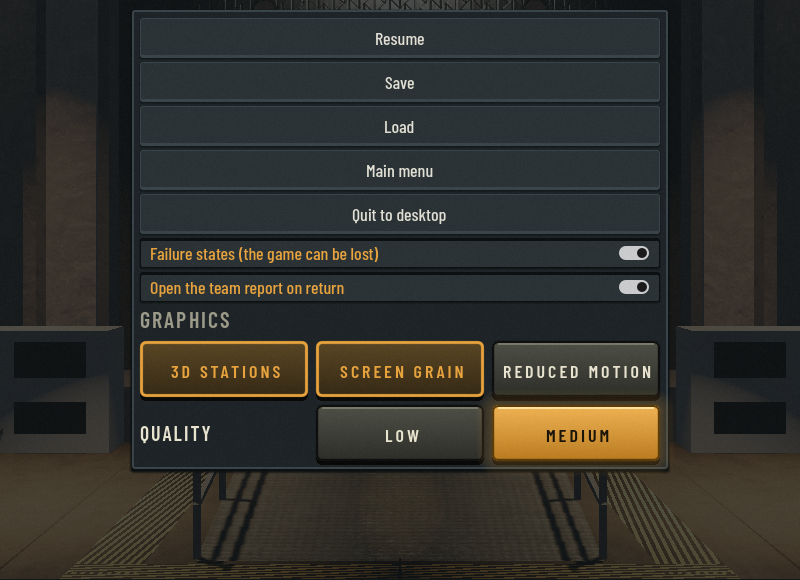 Resume
Save
Load
Main menu
Quit to desktop
Failure states (the game can be lost)
Open the team report on return
GRAPHICS
3D STATIONS SCREEN GRAIN REDUCED MOTION
QUALITY LOW MEDIUM